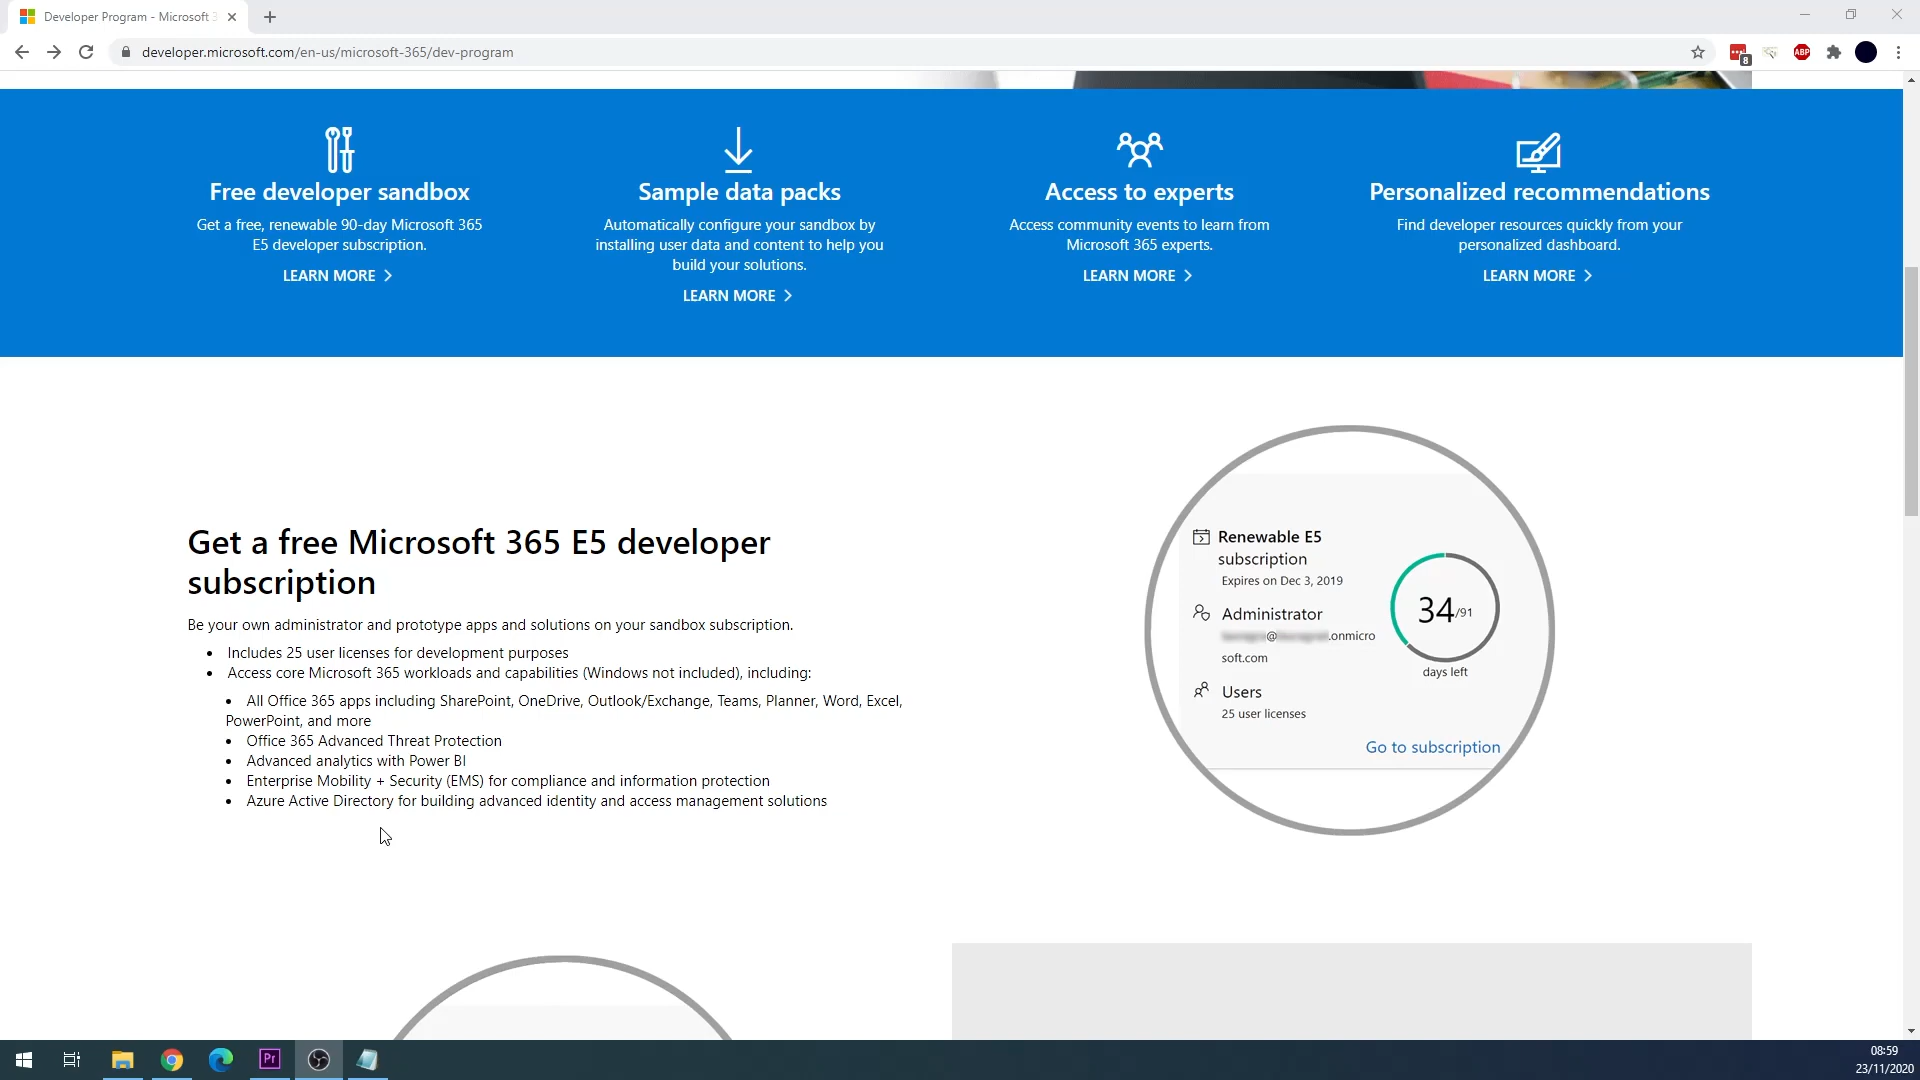 Developer Program - Microsoft 3
developer.microsoft.com/en-us/microsoft-365/dev-program
8
ABP
Free developer sandbox
Get a free, renewable 90-day Microsoft 365
E5 developer subscription.
LEARN MORE
Sample data packs
Automatically configure your sandbox by
installing user data and content to help you
build your solutions.
LEARN MORE
Access to experts
Access community events to learn from
Microsoft 365 experts.
LEARN MORE
Personalized recommendations
Find developer resources quickly from your
personalized dashboard.
LEARN MORE
Get a free Microsoft 365 E5 developer
subscription
Be your own administrator and prototype apps and solutions on your sandbox subscription.
• Includes 25 user licenses for development purposes
• Access core Microsoft 365 workloads and capabilities (Windows not included), including:
• All Office 365 apps including SharePoint, OneDrive, Outlook/Exchange, Teams, Planner, Word, Excel,
PowerPoint, and more
• Office 365 Advanced Threat Protection
• Advanced analytics with Power BI
• Enterprise Mobility + Security (EMS) for compliance and information protection
• Azure Active Directory for building advanced identity and access management solutions
Renewable E5
subscription
Expires on Dec 3, 2019
Administrator
@ .onmicro
soft.com
Users
25 user licenses
34/91
days left
Go to subscription
Pr
08:59
23/11/2020